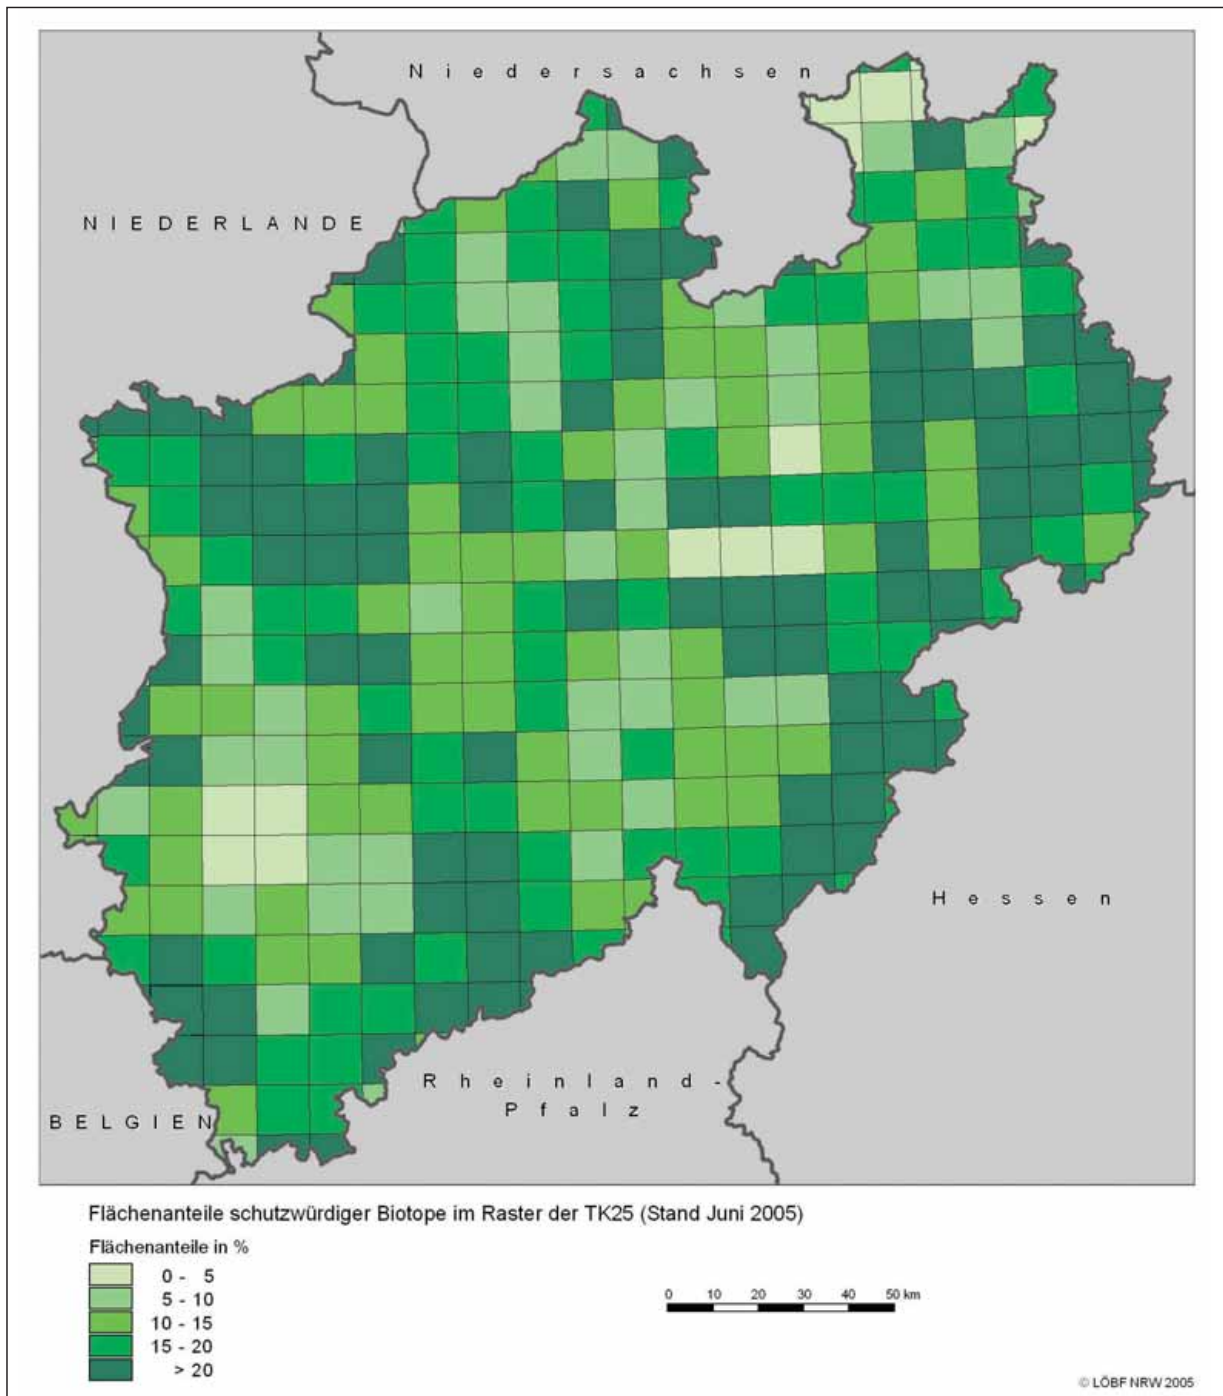 N i e d e r s a c h s e n
N I E D E R L A N D E
H e s s e n
R h e i n l a n d -
P f a l z
B E L G I E N
Flächenanteile schutzwürdiger Biotope im Raster der TK25 (Stand Juni 2005)
Flächenanteile in %
0 - 5
5 - 10
10 - 15
15 - 20
> 20
0 10 20 30 40 50 km
© LÖBF NRW 2005